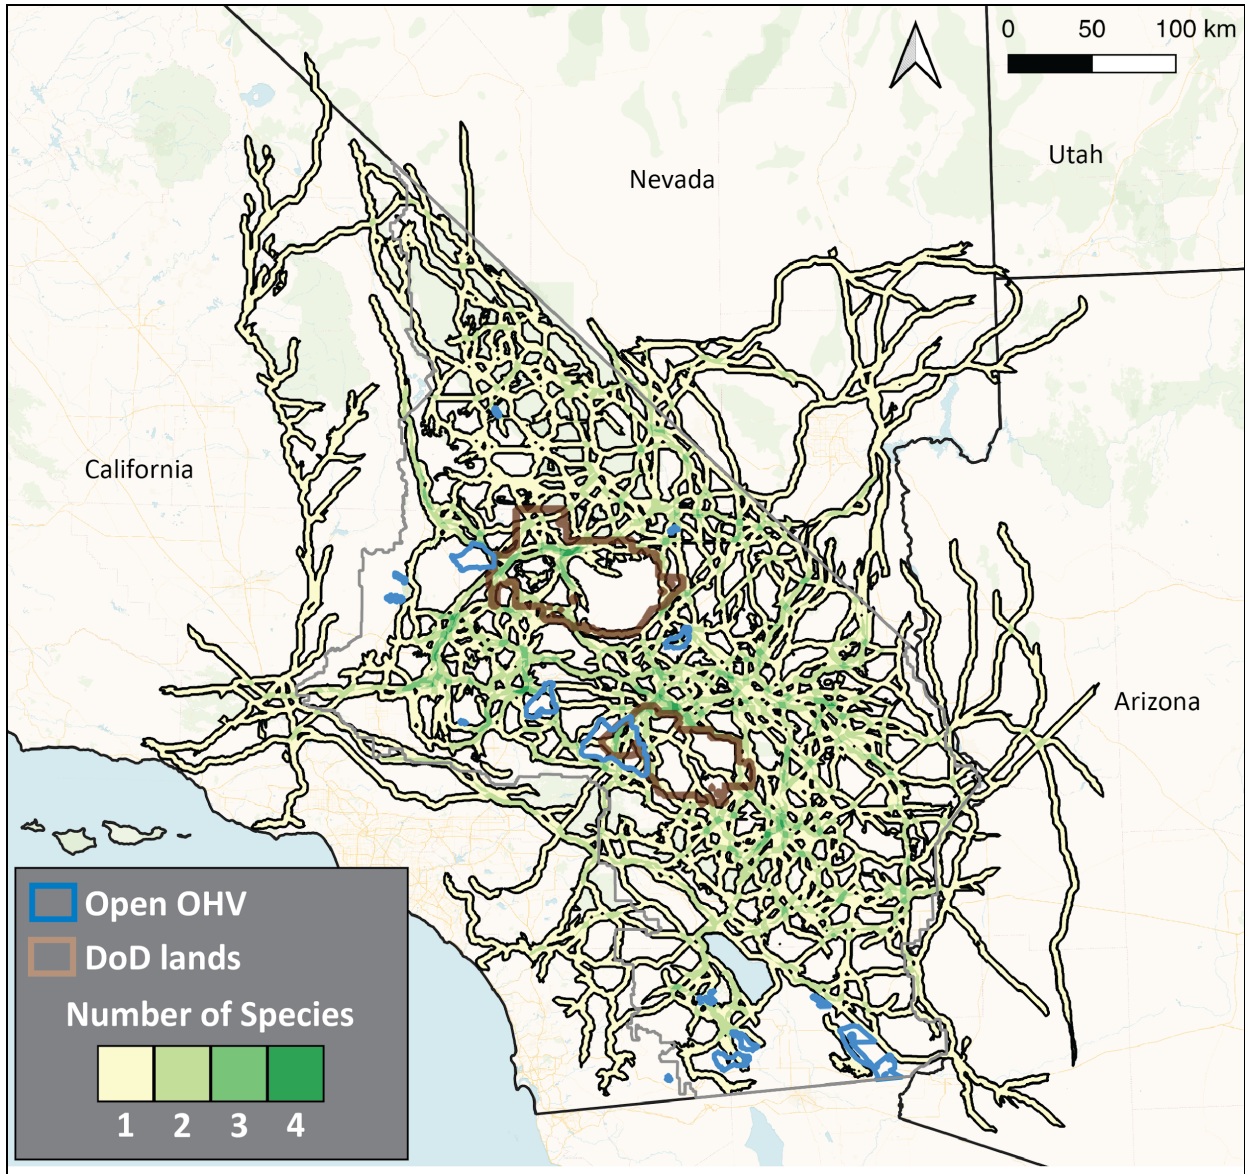 0 50 100 km
Utah
Nevada
California
Arizona
Open OHV
DoD lands
Number of Species
1 2 3 4